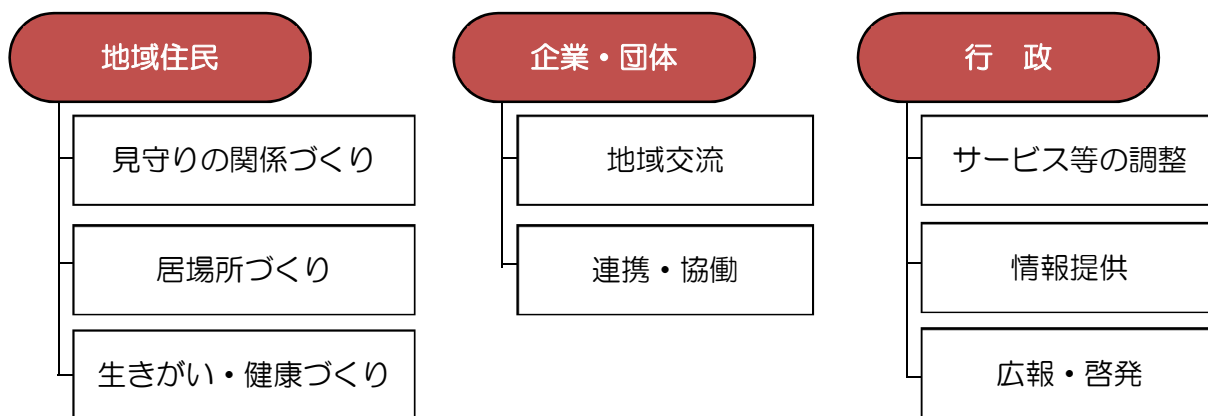 地域住民
見守りの関係づくり
居場所づくり
生きがい・健康づくり
企業・団体
地域交流
連携・協働
行　政
サービス等の調整
情報提供
広報・啓発